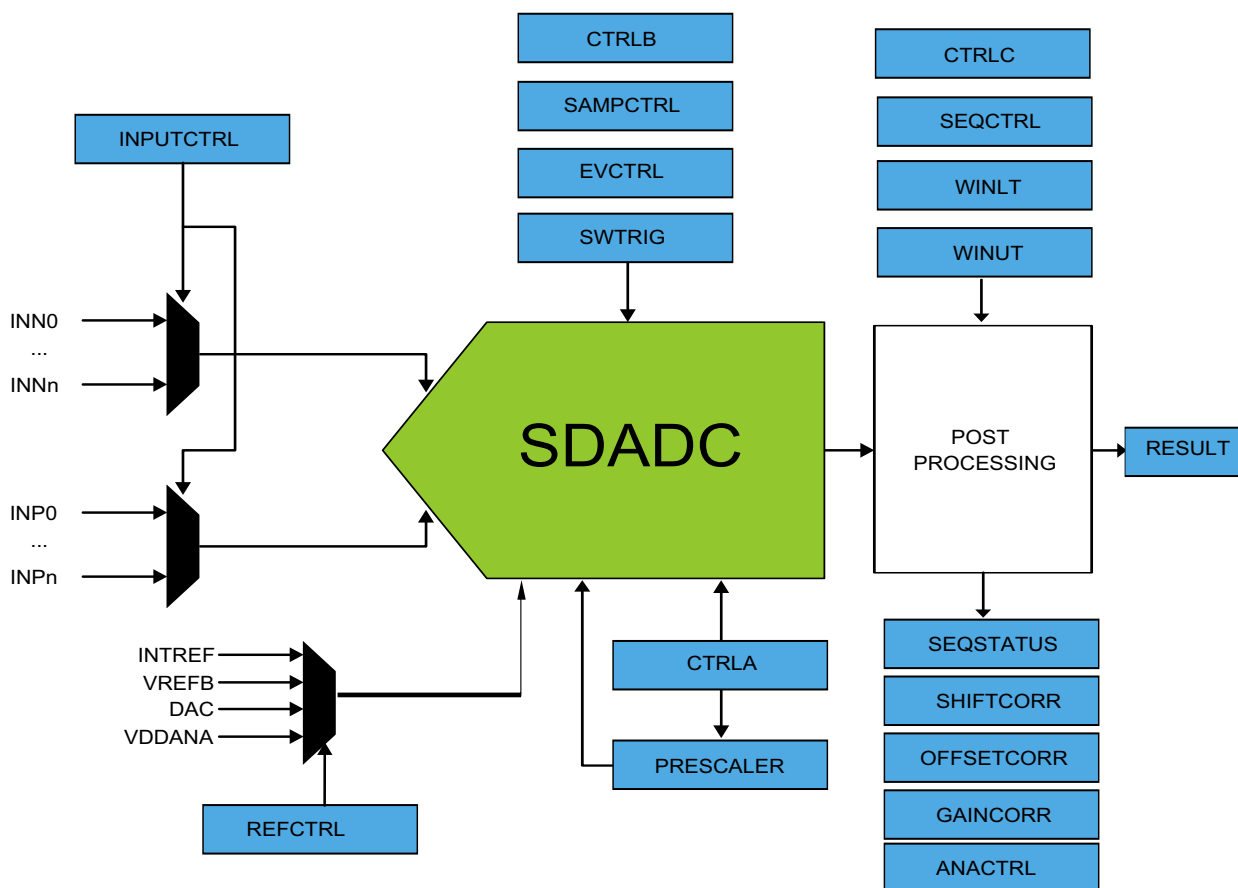 CTRLB
CTRLC
SAMPCTRL
SEQCTRL
INPUTCTRL
EVCTRL
WINLT
SWTRIG
WINUT
INN0
...
INNn
SDADC
POST
PROCESSING
RESULT
INP0
...
INPn
INTREF
VREFB
DAC
VDDANA
CTRLA
PRESCALER
REFCTRL
SEQSTATUS
SHIFTCORR
OFFSETCORR
GAINCORR
ANACTRL